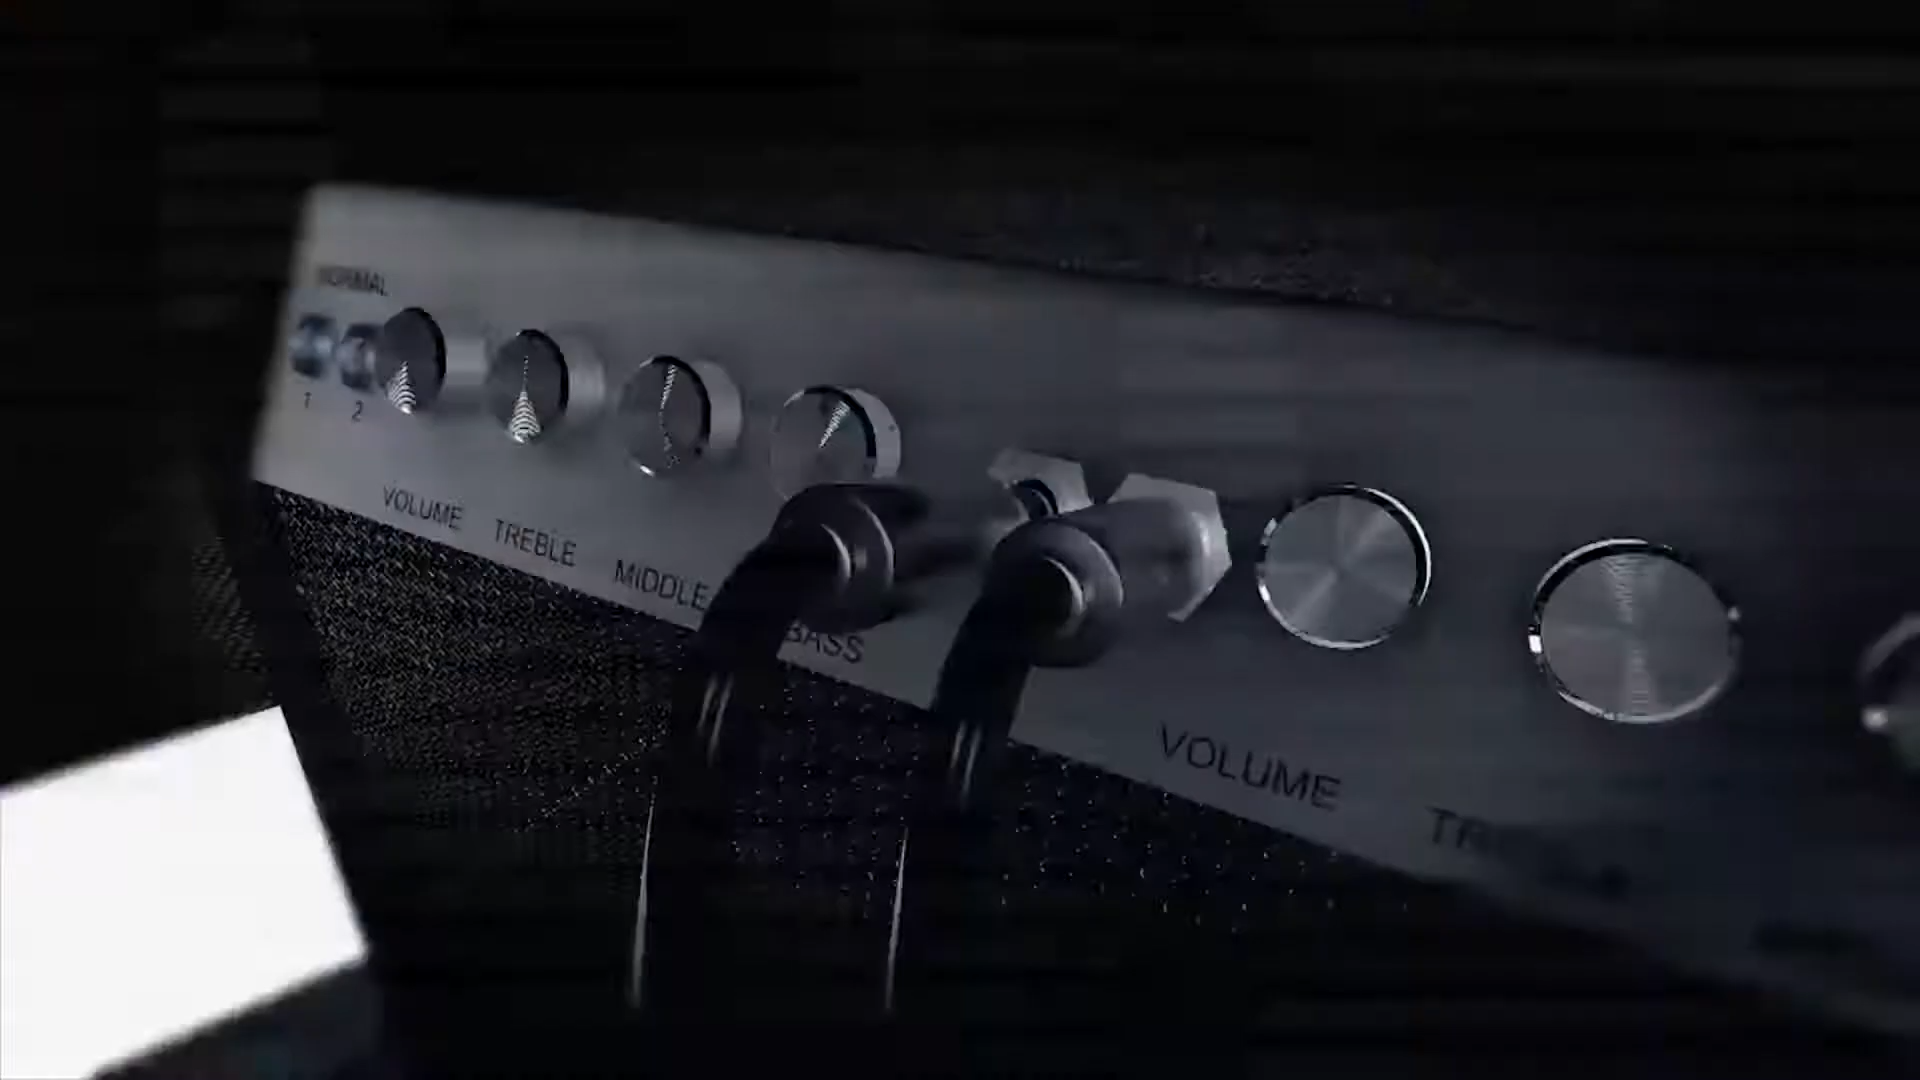 NORMAL
1 2
VOLUME TREBLE MIDDLE BASS
VOLUME